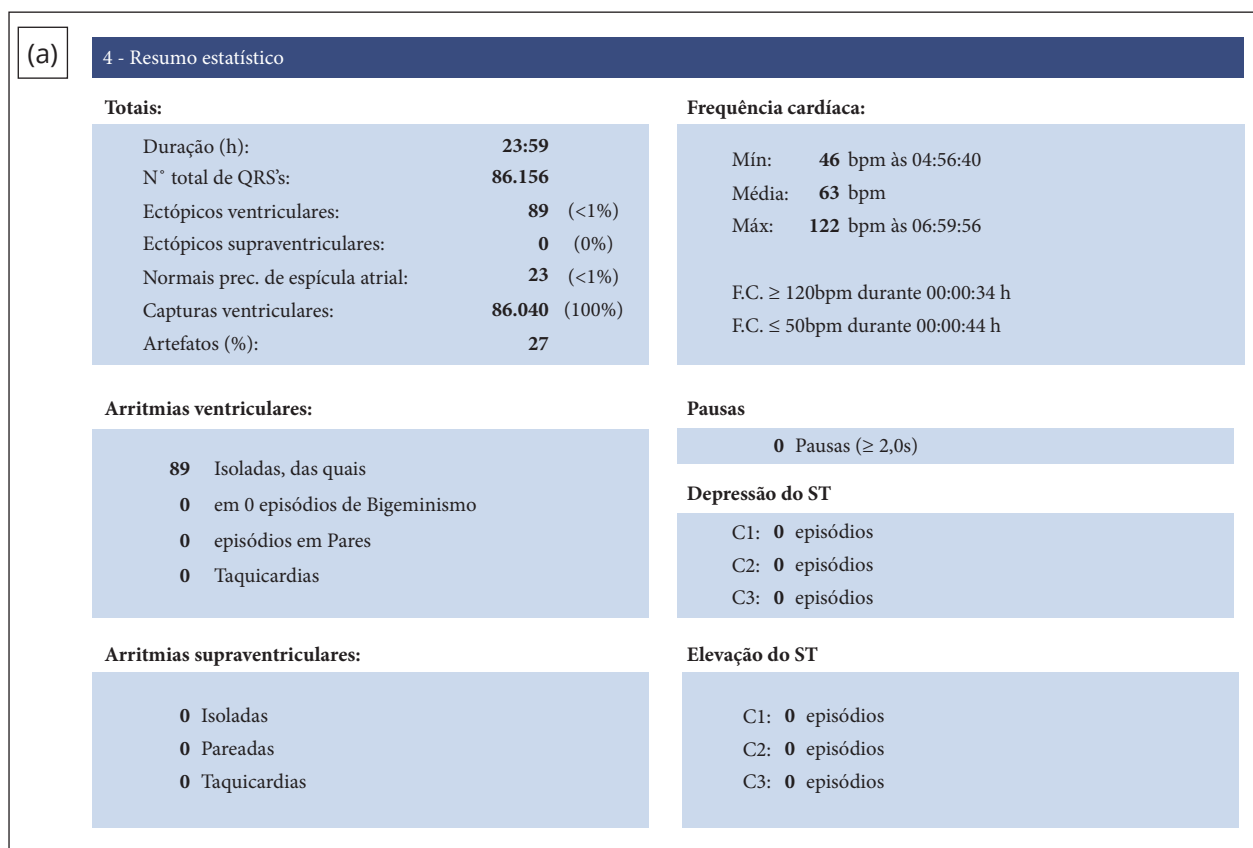 (a)
4 - Resumo estatístico
Totais:
Duração (h): 23:59
N° total de QRS's: 86.156
Ectópicos ventriculares: 89 (<1%)
Ectópicos supraventriculares: 0 (0%)
Normais prec. de espícula atrial: 23 (<1%)
Capturas ventriculares: 86.040 (100%)
Artefatos (%): 27
Frequência cardíaca:
Mín: 46 bpm às 04:56:40
Média: 63 bpm
Máx: 122 bpm às 06:59:56
F.C. ≥ 120bpm durante 00:00:34 h
F.C. ≤ 50bpm durante 00:00:44 h
Arritmias ventriculares:
89 Isoladas, das quais
0 em 0 episódios de Bigeminismo
0 episódios em Pares
0 Taquicardias
Pausas
0 Pausas (≥ 2,0s)
Depressão do ST
C1: 0 episódios
C2: 0 episódios
C3: 0 episódios
Arritmias supraventriculares:
0 Isoladas
0 Pareadas
0 Taquicardias
Elevação do ST
C1: 0 episódios
C2: 0 episódios
C3: 0 episódios